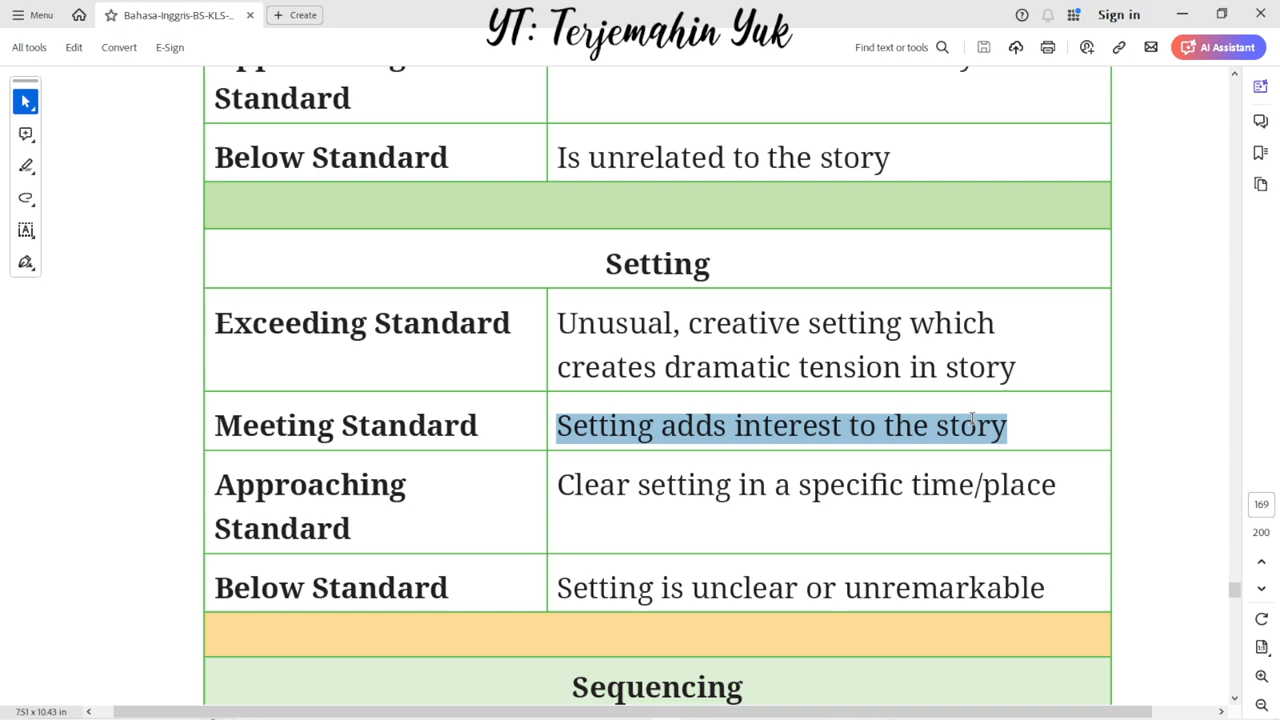 Menu
Bahasa-Inggris-BS-KLS-...
Create
YT: Terjemahin Yuk
Sign in
All tools
Edit
Convert
E-Sign
Find text or tools
AI Assistant
Standard
Below Standard
Is unrelated to the story
Setting
Exceeding Standard
Unusual, creative setting which
creates dramatic tension in story
Meeting Standard
Setting adds interest to the story
Approaching
Standard
Clear setting in a specific time/place
Below Standard
Setting is unclear or unremarkable
Sequencing
169
200
7.51 x 10.43 in